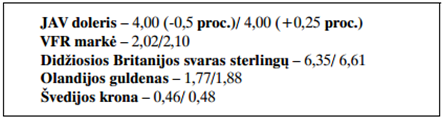 JAV doleris – 4,00 (-0,5 proc.)/ 4,00 (+0,25 proc.)
VFR markė – 2,02/2,10
Didžiosios Britanijos svaras sterlingų – 6,35/ 6,61
Olandijos guldenas – 1,77/1,88
Švedijos krona – 0,46/ 0,48